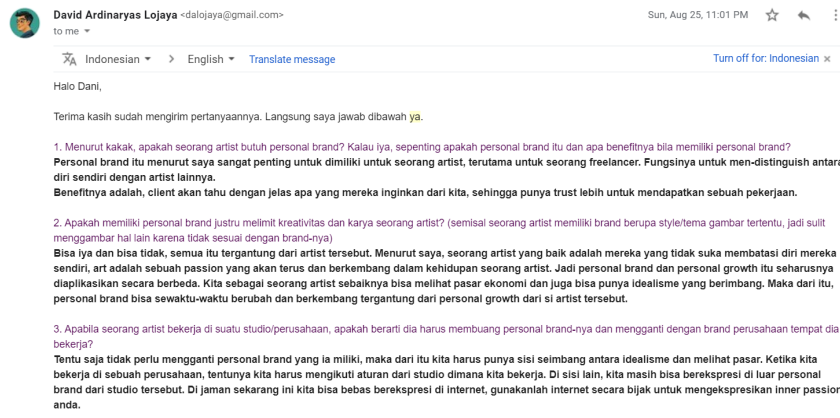 David Ardinaryas Lojaya <dalojaya@gmail.com>
Sun, Aug 25, 11:01 PM
to me
Indonesian > English Translate message
Turn off for: Indonesian ×
Halo Dani,
Terima kasih sudah mengirim pertanyaannya. Langsung saya jawab dibawah ya.
1. Menurut kakak, apakah seorang artist butuh personal brand? Kalau iya, sepenting apakah personal brand itu dan apa benefitnya bila memiliki personal brand?
Personal brand itu menurut saya sangat penting untuk dimiliki untuk seorang artist, terutama untuk seorang freelancer. Fungsinya untuk men-distinguish antara
diri sendiri dengan artist lainnya.
Benefitnya adalah, client akan tahu dengan jelas apa yang mereka inginkan dari kita, sehingga punya trust lebih untuk mendapatkan sebuah pekerjaan.
2. Apakah memiliki personal brand justru melimit kreativitas dan karya seorang artist? (semisal seorang artist memiliki brand berupa style/tema gambar tertentu, jadi sulit
menggambar hal lain karena tidak sesuai dengan brand-nya)
Bisa iya dan bisa tidak, semua itu tergantung dari artist tersebut. Menurut saya, seorang artist yang baik adalah mereka yang tidak suka membatasi diri mereka
sendiri, art adalah sebuah passion yang akan terus dan berkembang dalam kehidupan seorang artist. Jadi personal brand dan personal growth itu seharusnya
diaplikasikan secara berbeda. Kita sebagai seorang artist sebaiknya bisa melihat pasar ekonomi dan juga bisa punya idealisme yang berimbang. Maka dari itu,
personal brand bisa sewaktu-waktu berubah dan berkembang tergantung dari personal growth dari si artist tersebut.
3. Apabila seorang artist bekerja di suatu studio/perusahaan, apakah berarti dia harus membuang personal brand-nya dan mengganti dengan brand perusahaan tempat dia
bekerja?
Tentu saja tidak perlu mengganti personal brand yang ia miliki, maka dari itu kita harus punya sisi seimbang antara idealisme dan melihat pasar. Ketika kita
bekerja di sebuah perusahaan, tentunya kita harus mengikuti aturan dari studio dimana kita bekerja. Di sisi lain, kita masih bisa berekspresi di luar personal
brand dari studio tersebut. Di jaman sekarang ini kita bisa bebas berekspresi di internet, gunakanlah internet secara bijak untuk mengekspresikan inner passion
anda.